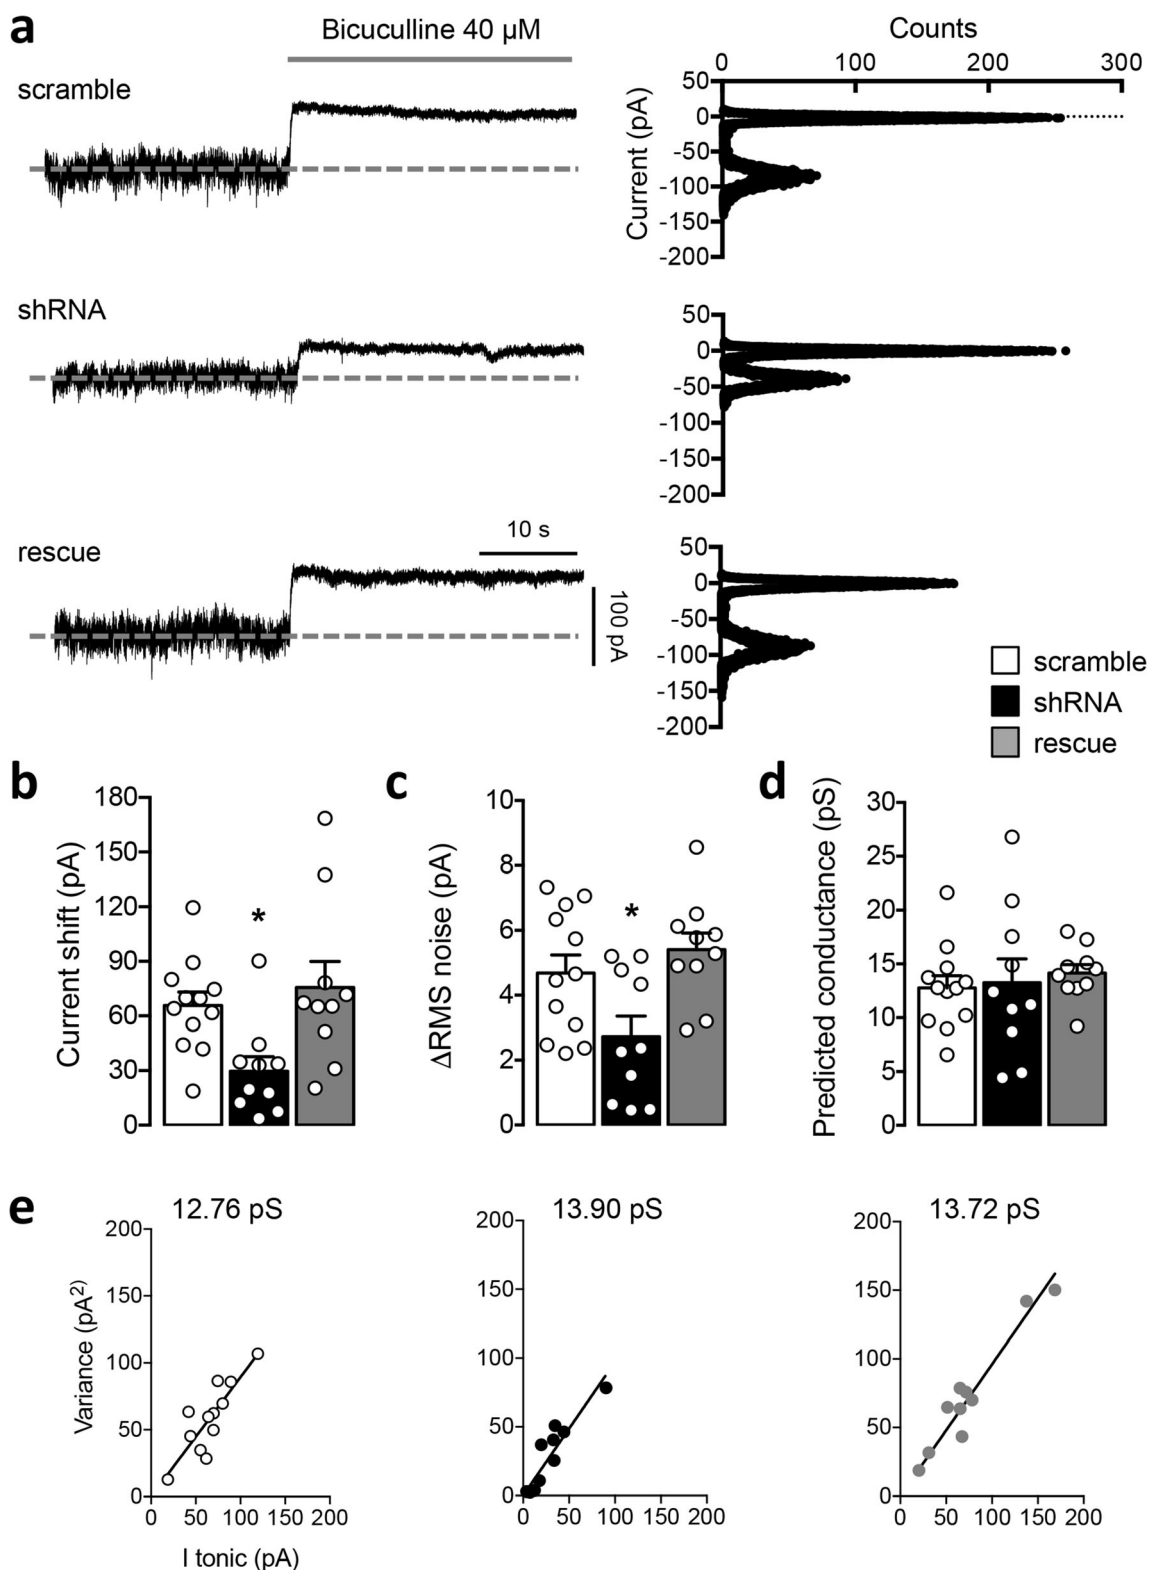 a
Bicuculline 40 µM
Counts
0 100 200 300
scramble
Current (pA)
50
0
-50
-100
-150
-200
shRNA
50
0
-50
-100
-150
-200
rescue
10 s
100 pA
50
0
-50
-100
-150
-200
scramble
shRNA
rescue
b
Current shift (pA)
180
150
120
90
60
30
0
*
c
ΔRMS noise (pA)
10
8
6
4
2
0
*
d
Predicted conductance (pS)
30
25
20
15
10
5
0
e
12.76 pS
Variance (pA²)
200
150
100
50
0
0 50 100 150 200
I tonic (pA)
13.90 pS
200
150
100
50
0
0 50 100 150 200
13.72 pS
200
150
100
50
0
0 50 100 150 200